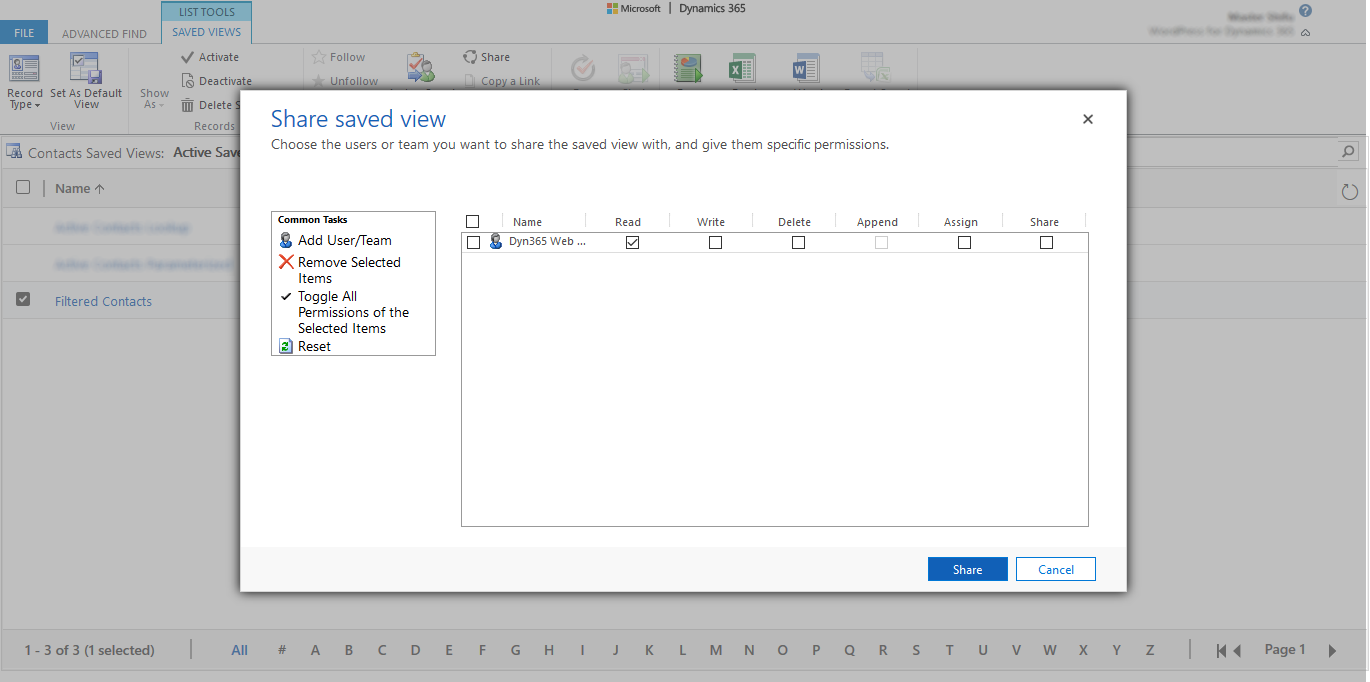 Microsoft | Dynamics 365
LIST TOOLS
FILE
ADVANCED FIND
SAVED VIEWS
Record Type
Set As Default View
View
Show As
Activate
Deactivate
Delete S
Records
Follow
Unfollow
Share
Copy a Link
Contacts Saved Views: Active Save
Name
Filtered Contacts
Share saved view
Choose the users or team you want to share the saved view with, and give them specific permissions.
Common Tasks
Add User/Team
Remove Selected
Items
Toggle All
Permissions of the
Selected Items
Reset
Name Read Write Delete Append Assign Share
Dyn365 Web ...
Share Cancel
1 - 3 of 3 (1 selected) All # A B C D E F G H I J K L M N O P Q R S T U V W X Y Z Page 1